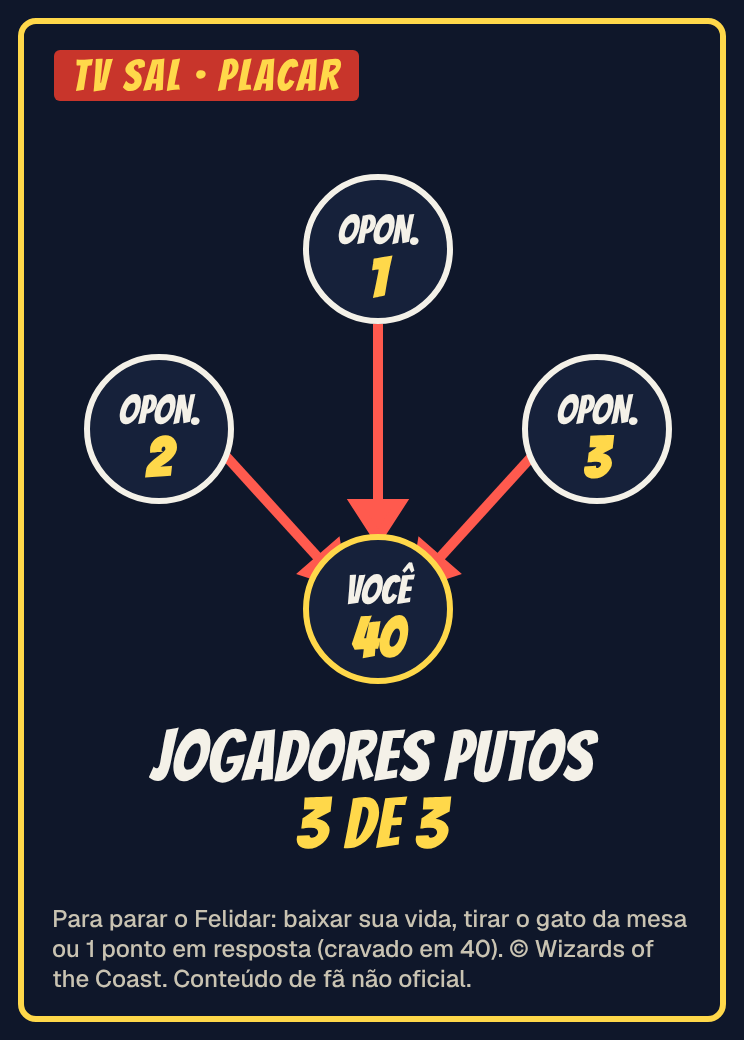 TV SAL • PLACAR
OPON.
1
OPON.
2
OPON.
3
VOCÊ
40
JOGADORES PUTOS
3 DE 3
Para parar o Felidar: baixar sua vida, tirar o gato da mesa
ou 1 ponto em resposta (cravado em 40). © Wizards of
the Coast. Conteúdo de fã não oficial.